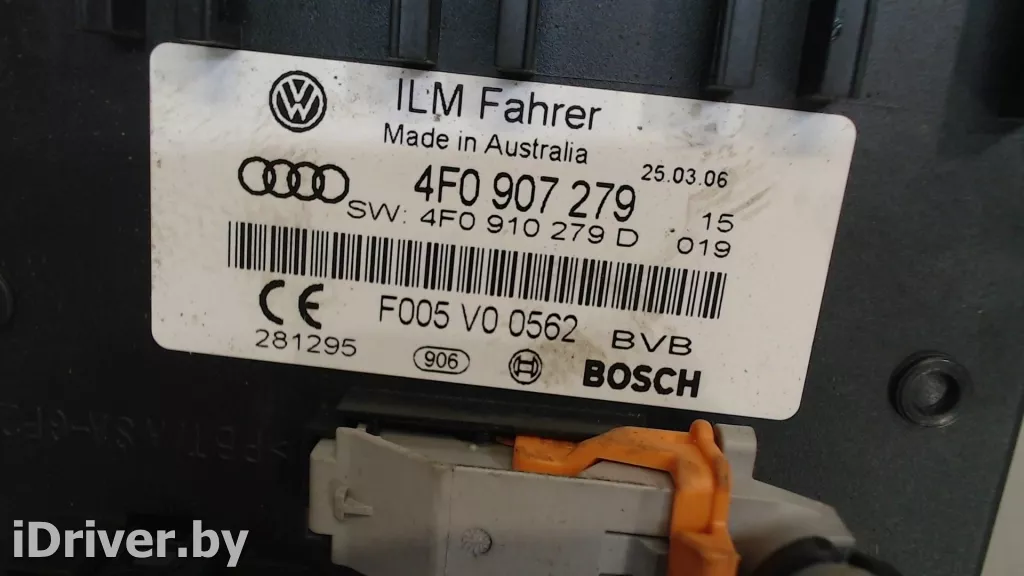 ILM Fahrer
Made in Australia
4F0 907 279 25.03.06
SW: 4F0 910 279 D 15
019
F005 V0 0562 BVB
281295 906 BOSCH
iDriver.by